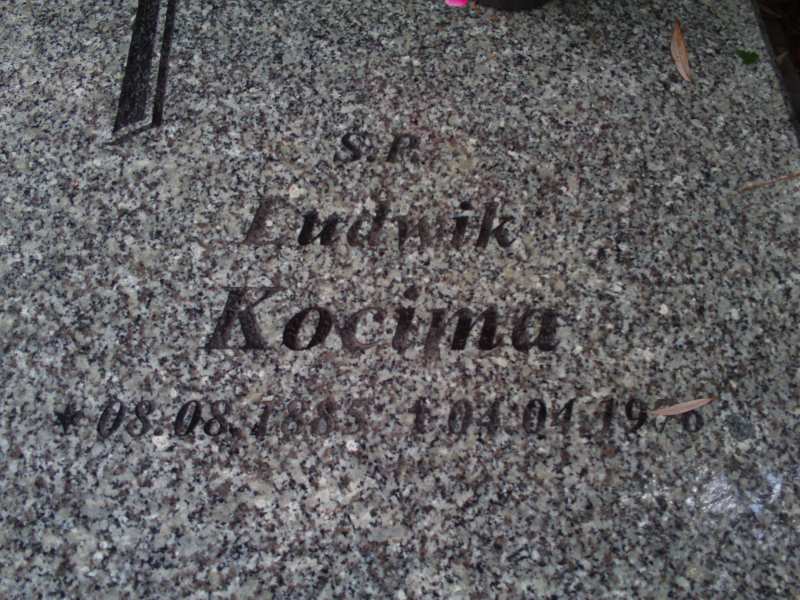 Ś.P.
Ludwik
Kocima
★ 08.08.1885 †